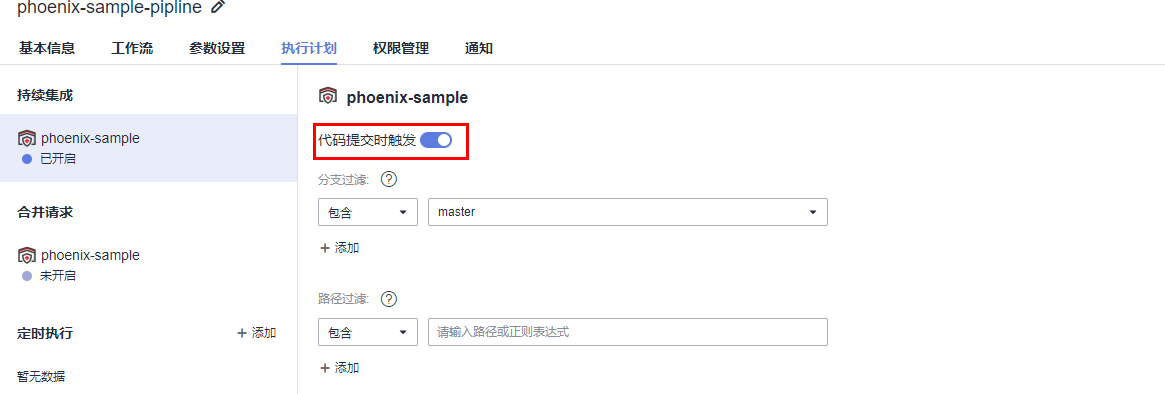 phoenix-sample-pipline
基本信息 工作流 参数设置 执行计划 权限管理 通知
持续集成
phoenix-sample
已开启
合并请求
phoenix-sample
未开启
定时执行 + 添加
暂无数据
phoenix-sample
代码提交时触发
分支过滤: ?
包含 master
+ 添加
路径过滤: ?
包含 请输入路径或正则表达式
+ 添加